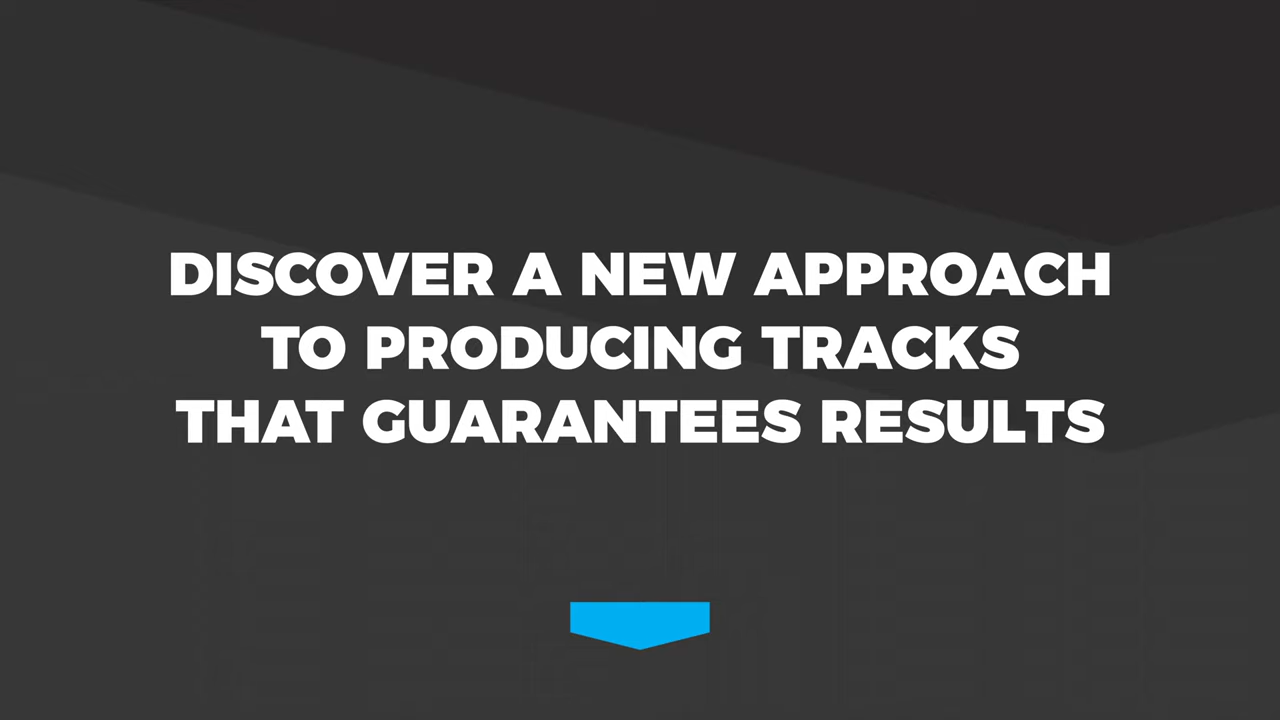 DISCOVER A NEW APPROACH
TO PRODUCING TRACKS
THAT GUARANTEES RESULTS